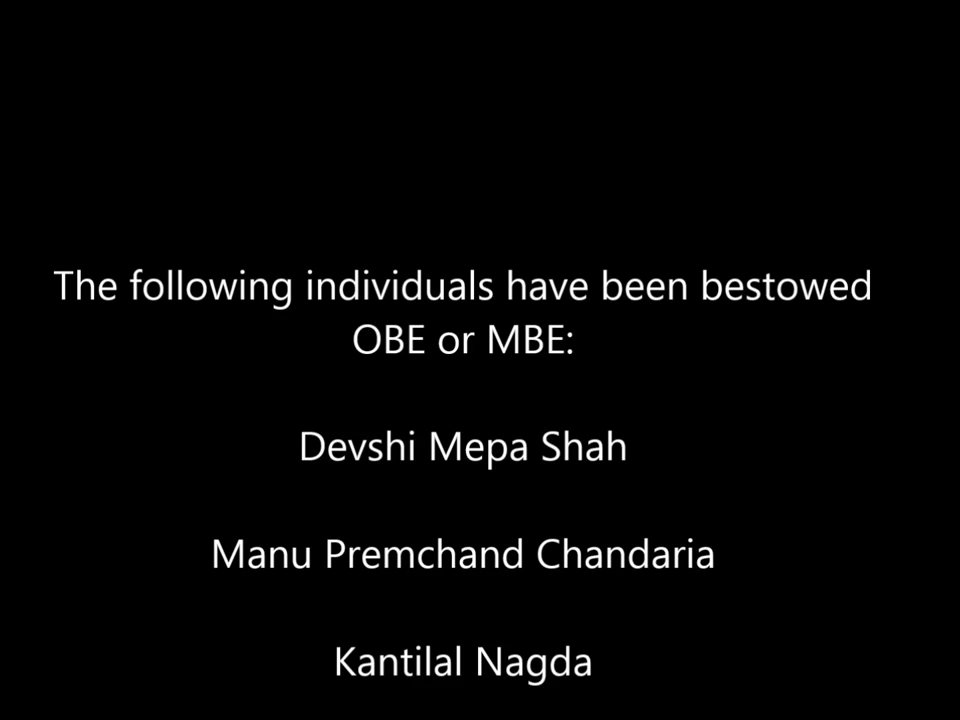 The following individuals have been bestowed
OBE or MBE:
Devshi Mepa Shah
Manu Premchand Chandaria
Kantilal Nagda